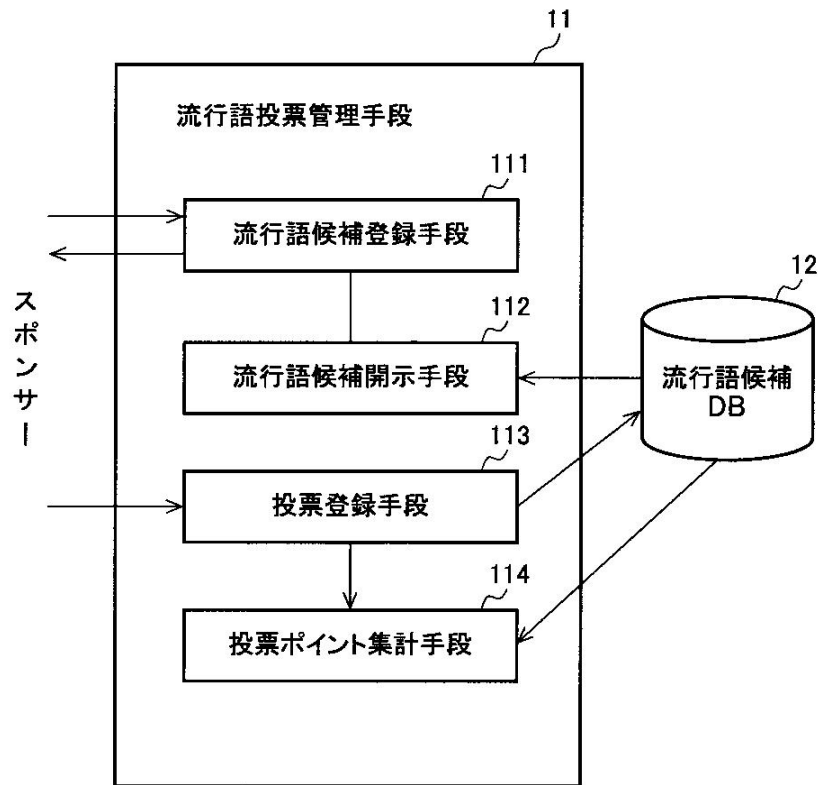 11
流行語投票管理手段
111
流行語候補登録手段
スポンサー
112
流行語候補開示手段
12
流行語候補
DB
113
投票登録手段
114
投票ポイント集計手段